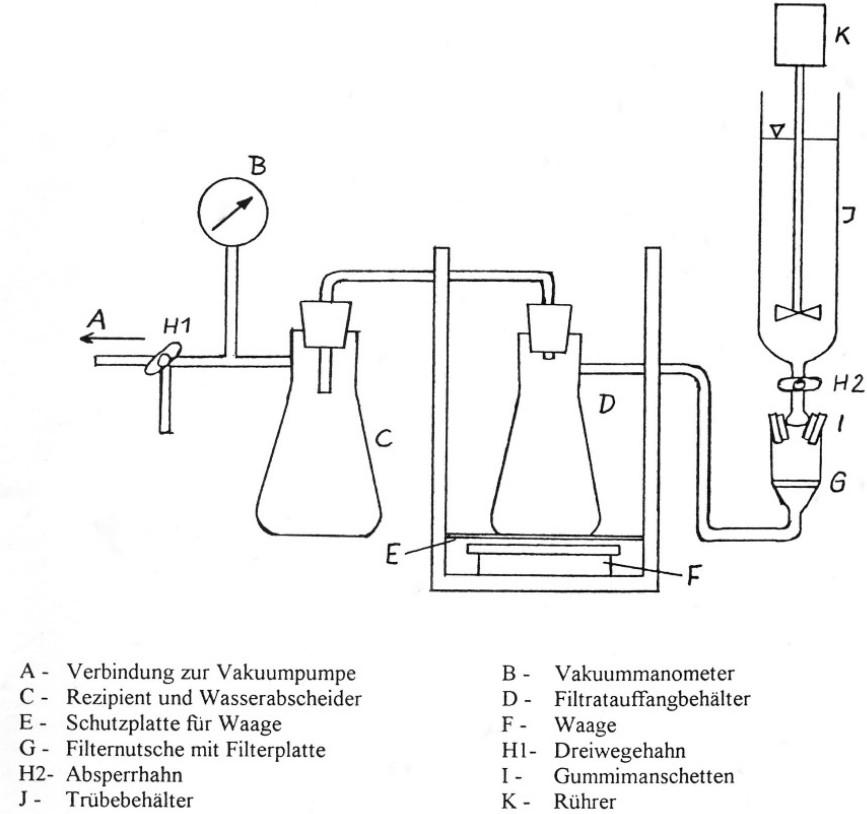 K
B
J
A
H1
H2
I
D
C
G
E
F
A - Verbindung zur Vakuumpumpe
B - Vakuummanometer
C - Rezipient und Wasserabscheider
D - Filtratauffangbehälter
E - Schutzplatte für Waage
F - Waage
G - Filternutsche mit Filterplatte
H1- Dreiwegehahn
H2- Absperrhahn
I - Gummimanschetten
J - Trübebehälter
K - Rührer